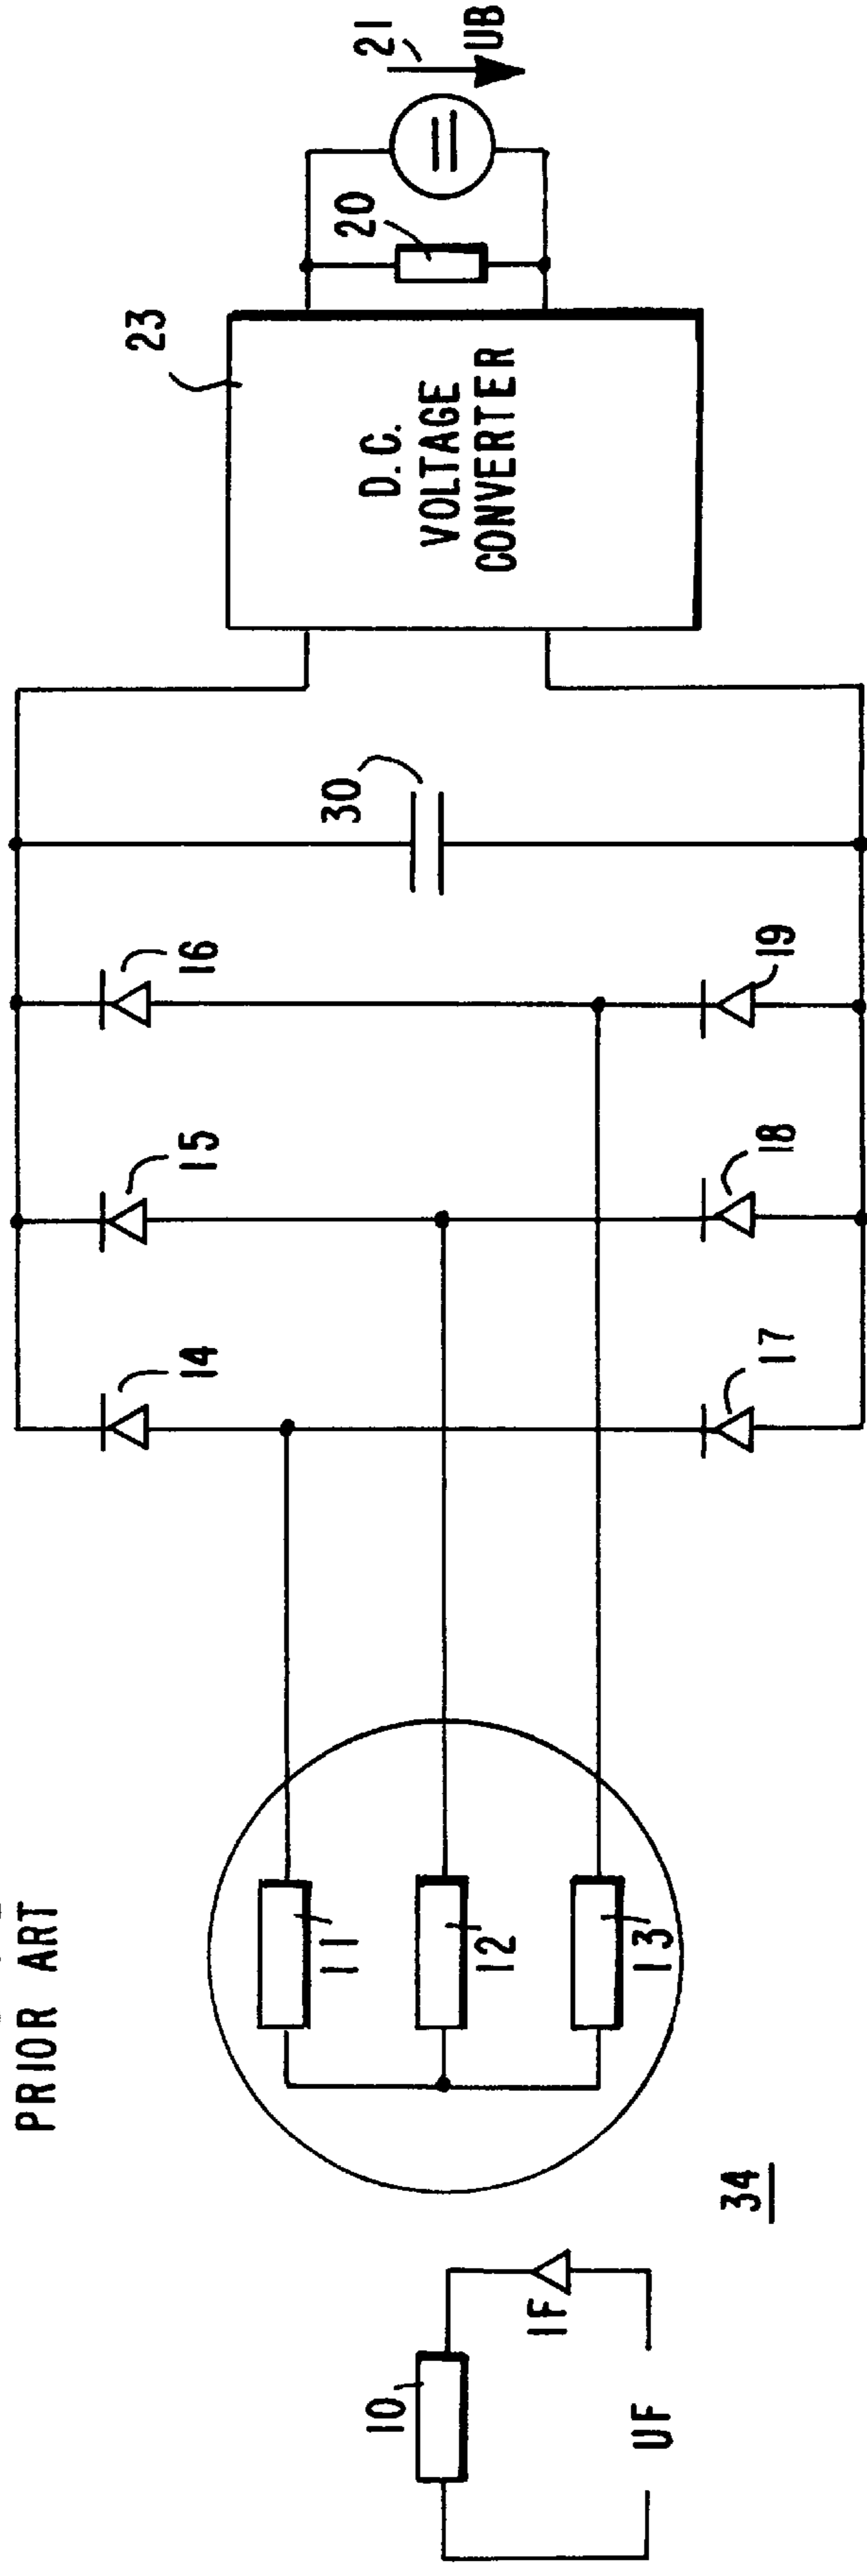 PRIOR ART
10
IF
UF
34
11
12
13
14
15
16
17
18
19
30
23
D.C.
VOLTAGE
CONVERTER
20
21
UB